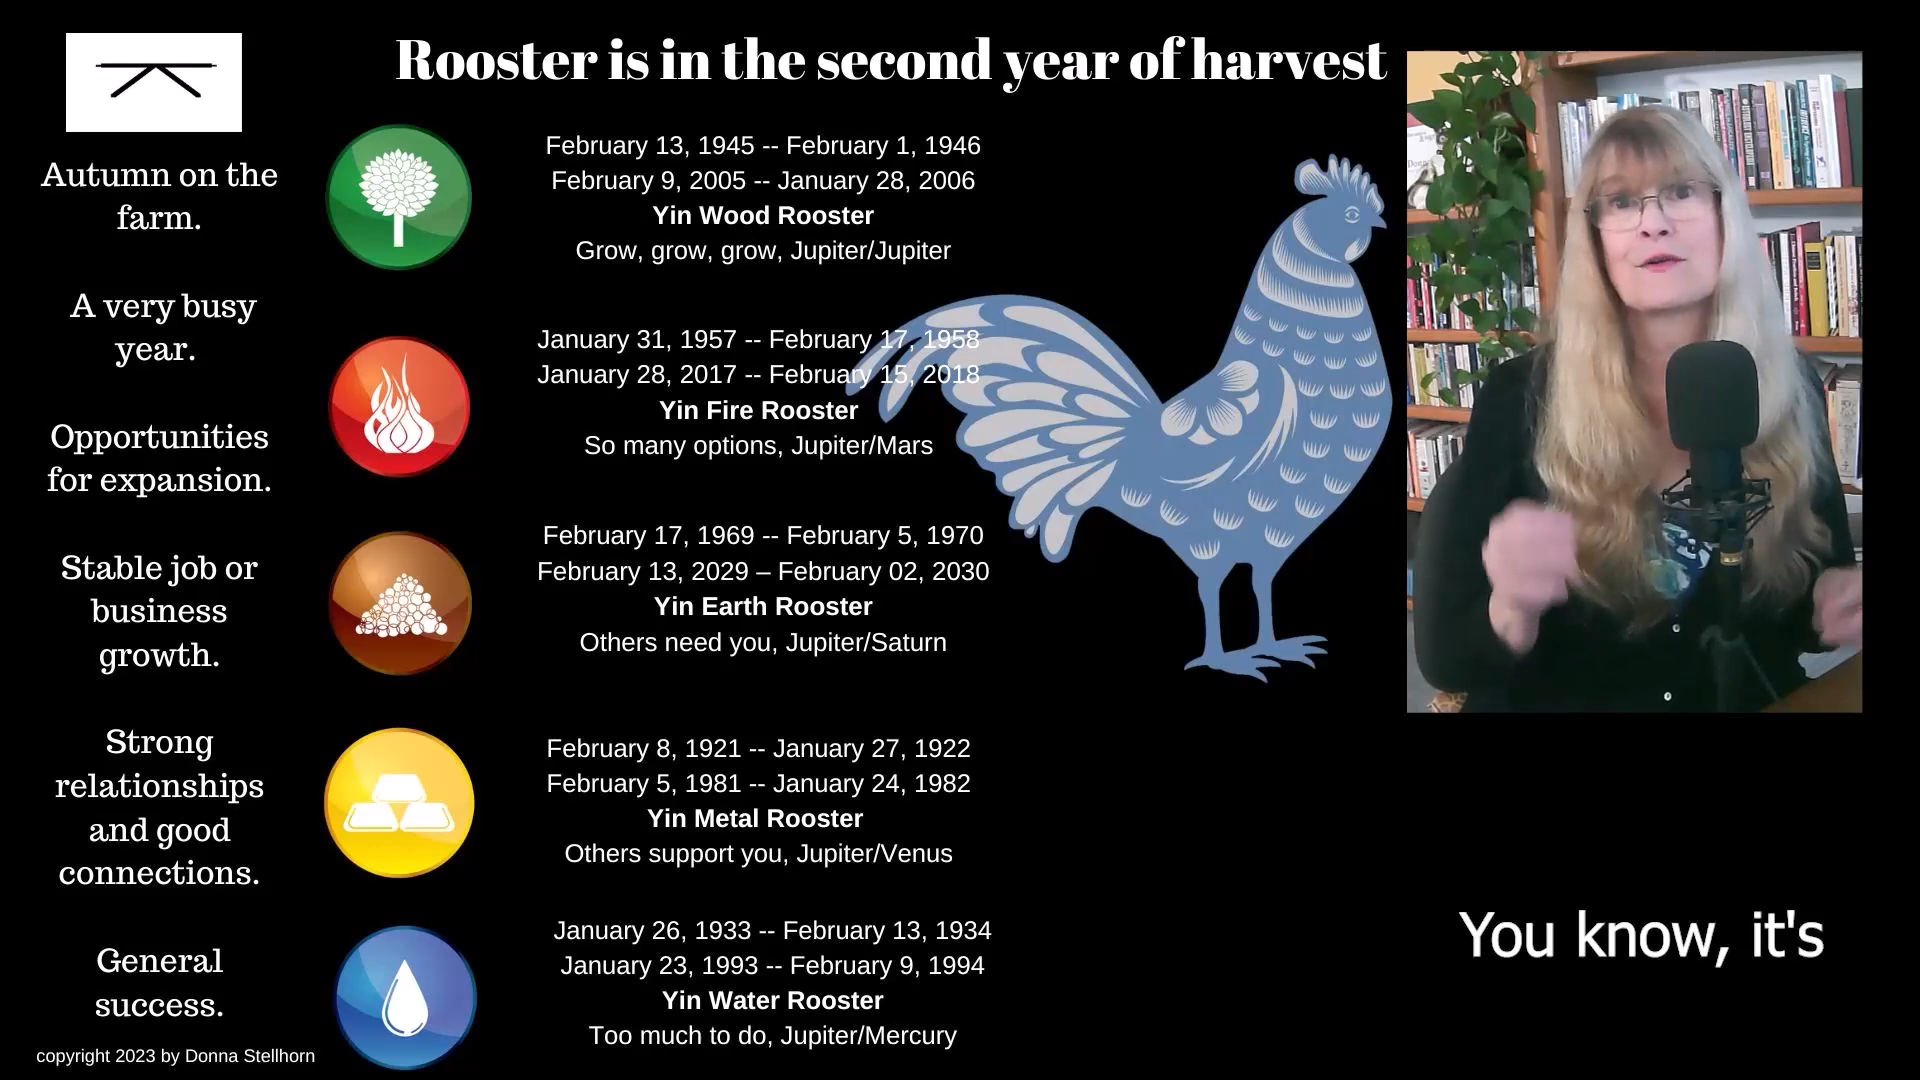 Rooster is in the second year of harvest
Autumn on the
farm.
A very busy
year.
Opportunities
for expansion.
Stable job or
business
growth.
Strong
relationships
and good
connections.
General
success.
copyright 2023 by Donna Stellhorn
February 13, 1945 -- February 1, 1946
February 9, 2005 -- January 28, 2006
Yin Wood Rooster
Grow, grow, grow, Jupiter/Jupiter
January 31, 1957 -- February 17, 1958
January 28, 2017 -- February 15, 2018
Yin Fire Rooster
So many options, Jupiter/Mars
February 17, 1969 -- February 5, 1970
February 13, 2029 – February 02, 2030
Yin Earth Rooster
Others need you, Jupiter/Saturn
February 8, 1921 -- January 27, 1922
February 5, 1981 -- January 24, 1982
Yin Metal Rooster
Others support you, Jupiter/Venus
January 26, 1933 -- February 13, 1934
January 23, 1993 -- February 9, 1994
Yin Water Rooster
Too much to do, Jupiter/Mercury
You know, it's